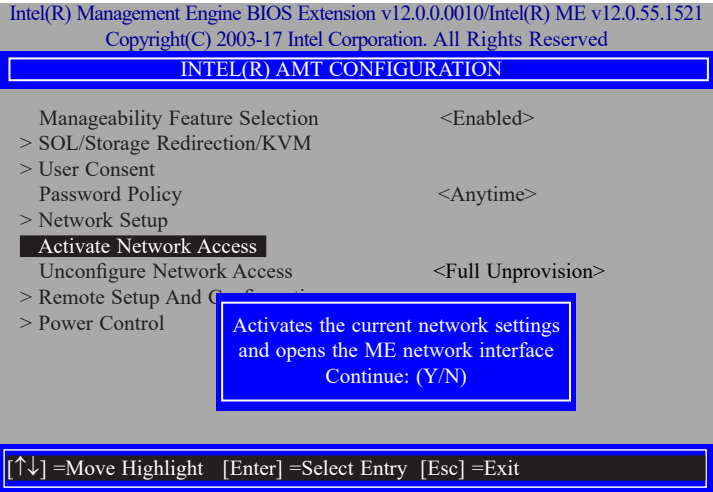 Intel(R) Management Engine BIOS Extension v12.0.0.0010/Intel(R) ME v12.0.55.1521
Copyright(C) 2003-17 Intel Corporation. All Rights Reserved
INTEL(R) AMT CONFIGURATION
Manageability Feature Selection <Enabled>
> SOL/Storage Redirection/KVM
> User Consent
Password Policy <Anytime>
> Network Setup
Activate Network Access
Unconfigure Network Access <Full Unprovision>
> Remote Setup And
> Power Control
Activates the current network settings
and opens the ME network interface
Continue: (Y/N)
[↑↓] =Move Highlight [Enter] =Select Entry [Esc] =Exit